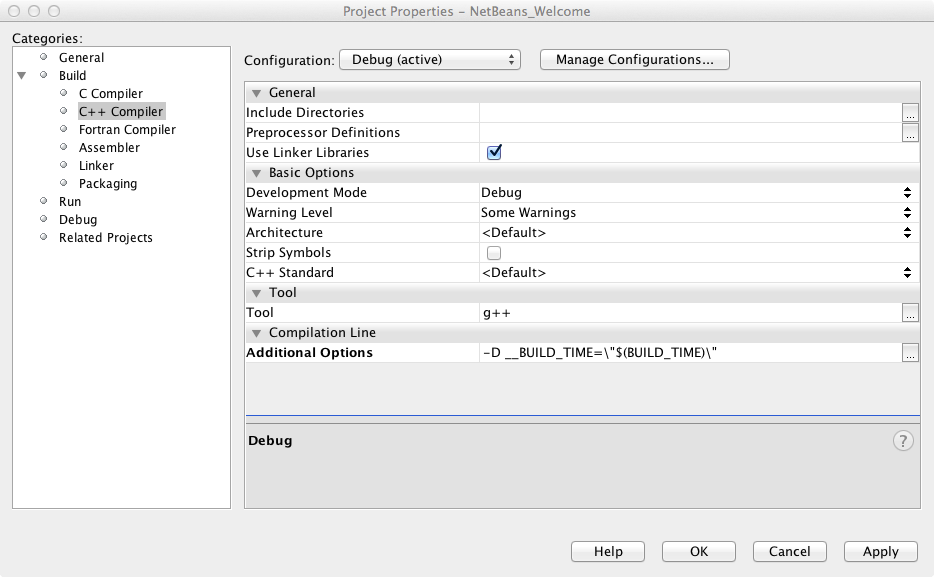 Project Properties – NetBeans_Welcome
Categories:
General
Build
C Compiler
C++ Compiler
Fortran Compiler
Assembler
Linker
Packaging
Run
Debug
Related Projects
Configuration: Debug (active) Manage Configurations...
General
Include Directories ...
Preprocessor Definitions ...
Use Linker Libraries
Basic Options
Development Mode Debug
Warning Level Some Warnings
Architecture <Default>
Strip Symbols
C++ Standard <Default>
Tool
Tool g++ ...
Compilation Line
Additional Options -D __BUILD_TIME=\"$(BUILD_TIME)\" ...
Debug ?
Help OK Cancel Apply